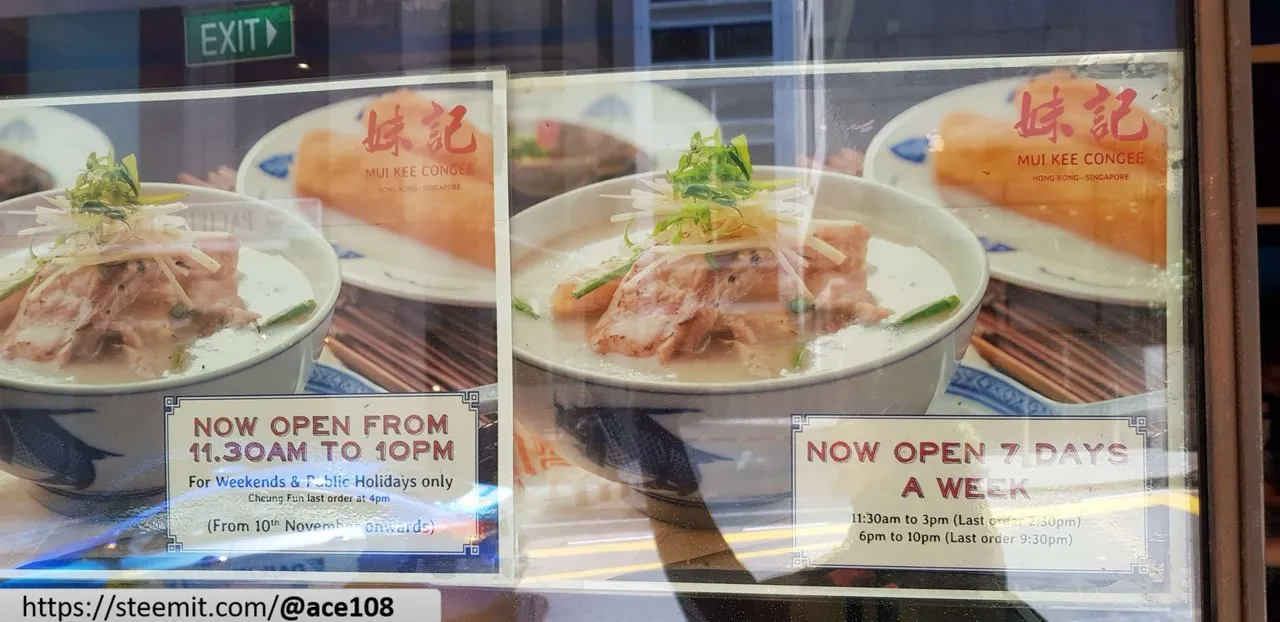 EXIT
妹記
MUI KEE CONGEE
HONG KONG - SINGAPORE
NOW OPEN FROM
11.30AM TO 10PM
For Weekends & Public Holidays only
Cheung Fun last order at 4pm
(From 10th November onwards)
妹記
MUI KEE CONGEE
HONG KONG - SINGAPORE
NOW OPEN 7 DAYS
A WEEK
11:30am to 3pm (Last order 2:30pm)
6pm to 10pm (Last order 9:30pm)
https://steemit.com/@ace108